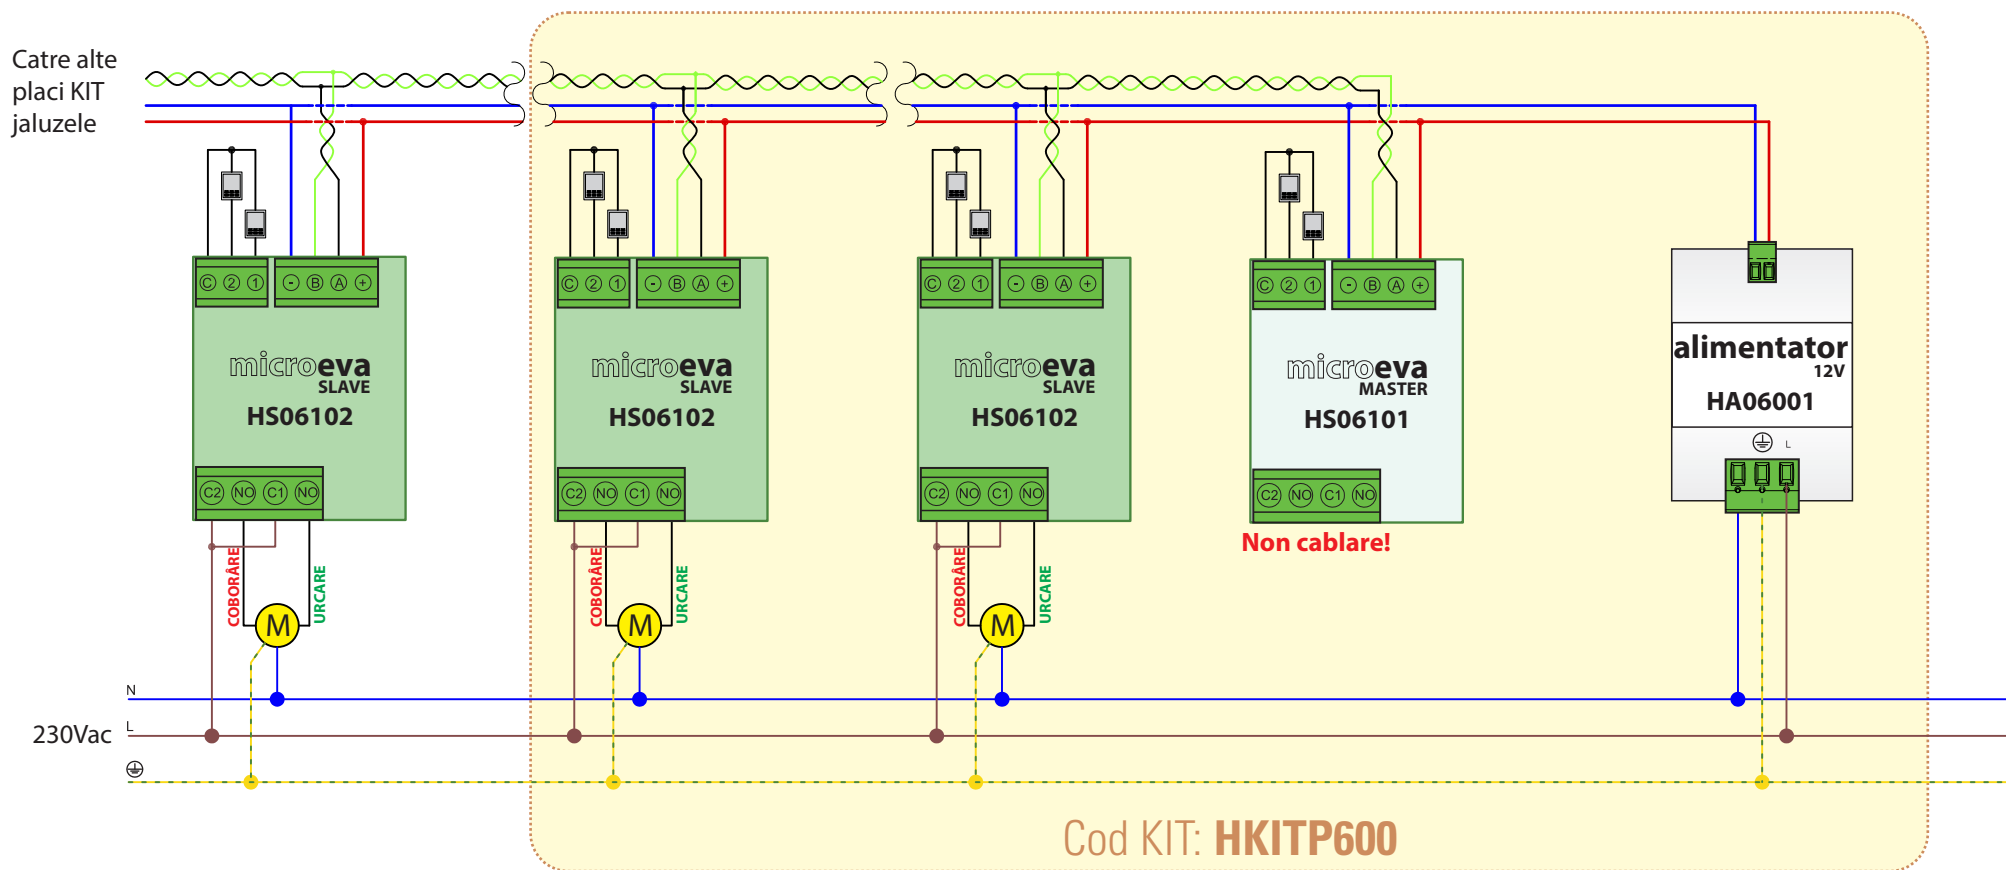 Catre alte
placi KIT
jaluzele
C 2 1 - B A +
microeva
SLAVE
HS06102
C2 NO C1 NO
COBORÂRE
URCARE
M
C 2 1 - B A +
microeva
SLAVE
HS06102
C2 NO C1 NO
COBORÂRE
URCARE
M
C 2 1 - B A +
microeva
SLAVE
HS06102
C2 NO C1 NO
COBORÂRE
URCARE
M
C 2 1 - B A +
microeva
MASTER
HS06101
C2 NO C1 NO
Non cablare!
alimentator
12V
HA06001
L
N
230Vac L
Cod KIT: HKITP600